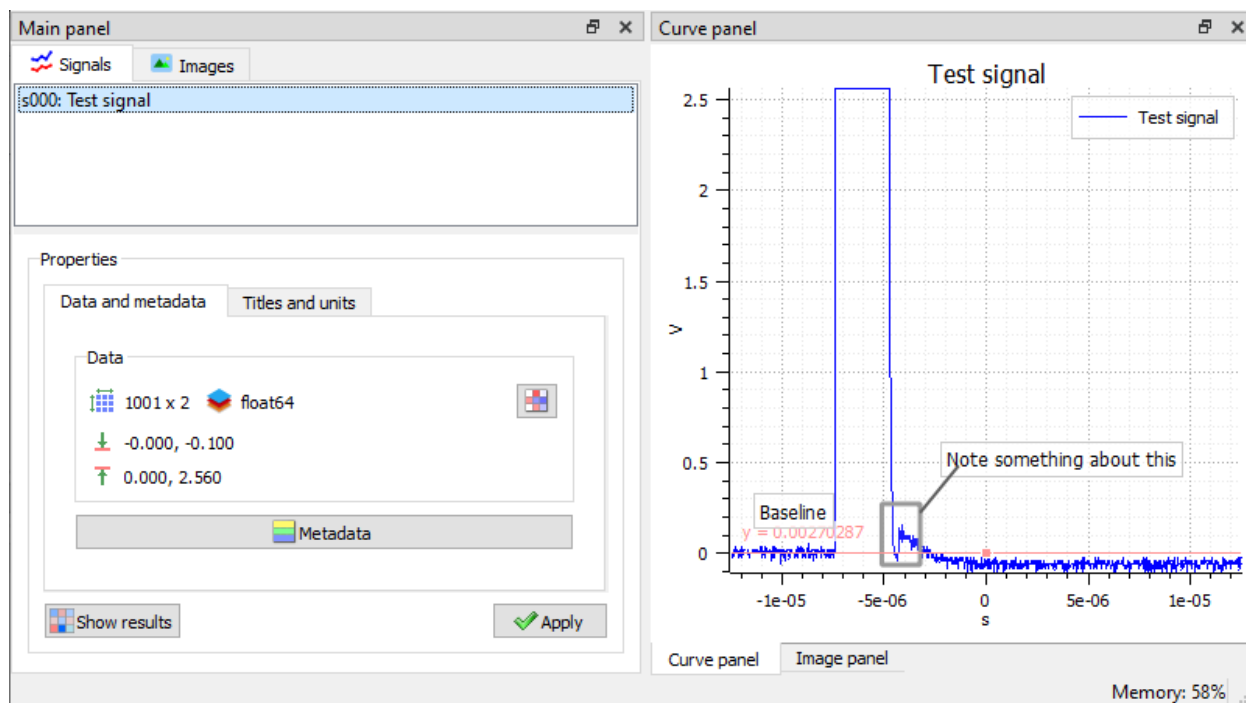 Main panel
Signals
Images
s000: Test signal
Properties
Data and metadata
Titles and units
Data
1001 x 2
float64
-0.000, -0.100
0.000, 2.560
Metadata
Show results
Apply
Curve panel
Test signal
Test signal
2.5
2
1.5
1
0.5
0
V
Note something about this
Baseline
y = 0.00270287
-1e-05
-5e-06
0
5e-06
1e-05
s
Curve panel
Image panel
Memory: 58%